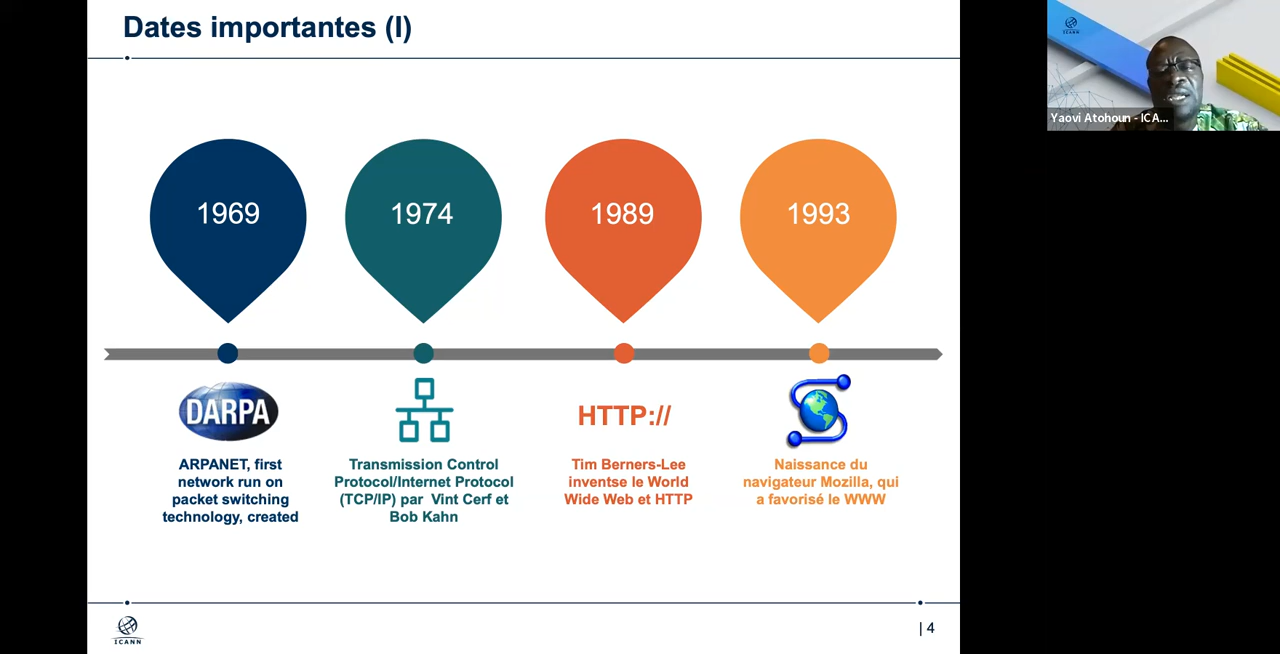 Dates importantes (I)
ICANN
Yaovi Atohoun - ICA...
1969
1974
1989
1993
DARPA
HTTP://
ARPANET, first
network run on
packet switching
technology, created
Transmission Control
Protocol/Internet Protocol
(TCP/IP) par Vint Cerf et
Bob Kahn
Tim Berners-Lee
inventse le World
Wide Web et HTTP
Naissance du
navigateur Mozilla, qui
a favorisé le WWW
ICANN
| 4